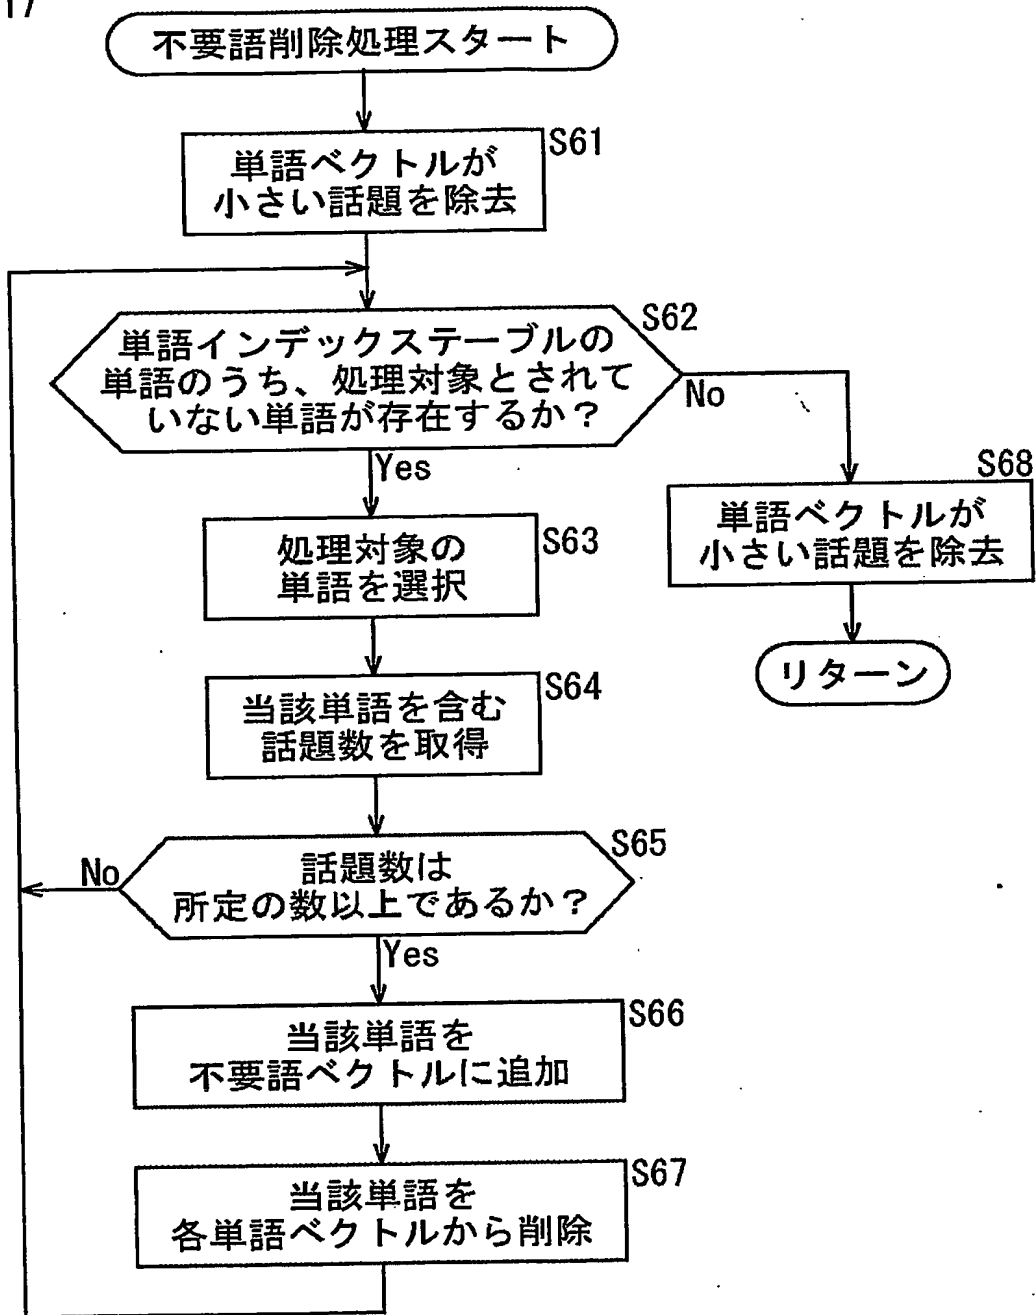 17
不要語削除処理スタート
S61
単語ベクトルが
小さい話題を除去
S62
単語インデックステーブルの
単語のうち、処理対象とされて
いない単語が存在するか？
No
Yes
S68
単語ベクトルが
小さい話題を除去
リターン
S63
処理対象の
単語を選択
S64
当該単語を含む
話題数を取得
S65
話題数は
所定の数以上であるか？
No
Yes
S66
当該単語を
不要語ベクトルに追加
S67
当該単語を
各単語ベクトルから削除